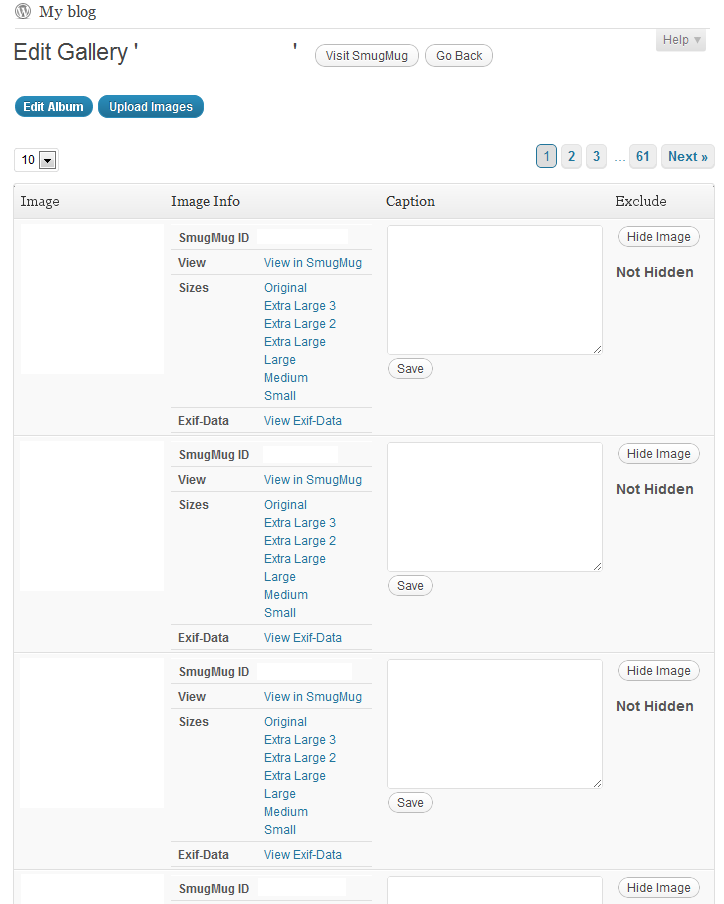 My blog
Help
Edit Gallery ' ' Visit SmugMug Go Back
Edit Album Upload Images
10 1 2 3 ... 61 Next »
Image Image Info Caption Exclude
SmugMug ID Hide Image
View View in SmugMug Not Hidden
Sizes Original
Extra Large 3
Extra Large 2
Extra Large
Large
Save
Medium
Small
Exif-Data View Exif-Data
SmugMug ID Hide Image
View View in SmugMug Not Hidden
Sizes Original
Extra Large 3
Extra Large 2
Extra Large
Large
Save
Medium
Small
Exif-Data View Exif-Data
SmugMug ID Hide Image
View View in SmugMug Not Hidden
Sizes Original
Extra Large 3
Extra Large 2
Extra Large
Large
Save
Medium
Small
Exif-Data View Exif-Data
SmugMug ID Hide Image